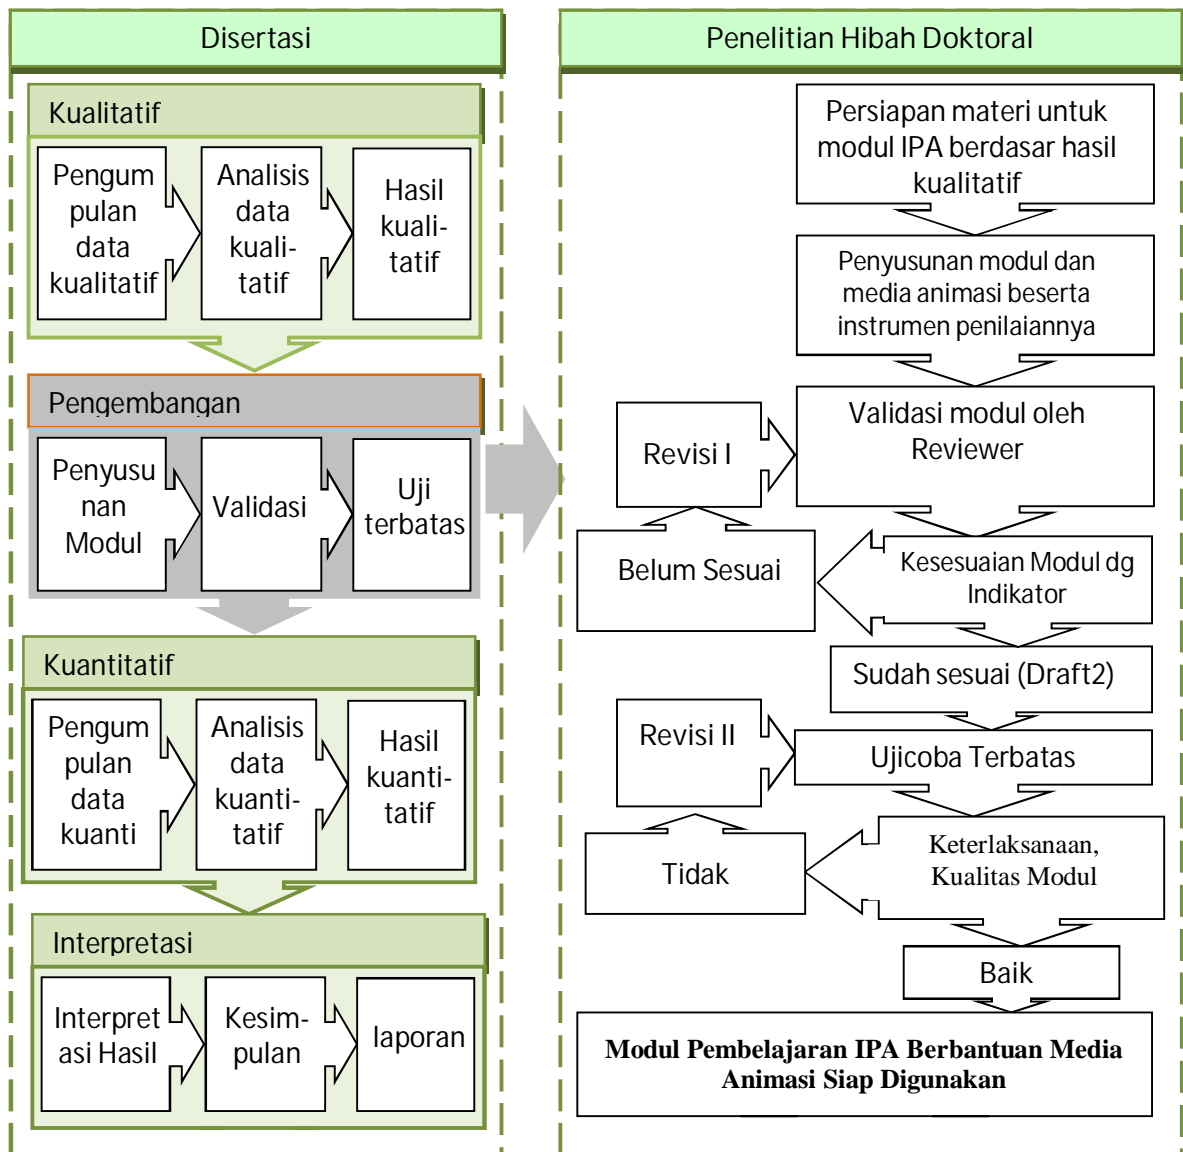 Disertasi
Kualitatif
Pengum
pulan
data
kualitatif
Analisis
data
kuali-
tatif
Hasil
kuali-
tatif
Pengembangan
Penyusu
nan
Modul
Validasi
Uji
terbatas
Kuantitatif
Pengum
pulan
data
kuanti
Analisis
data
kuanti-
tatif
Hasil
kuanti-
tatif
Interpretasi
Interpret
asi Hasil
Kesim-
pulan
laporan
Penelitian Hibah Doktoral
Persiapan materi untuk
modul IPA berdasar hasil
kualitatif
Penyusunan modul dan
media animasi beserta
instrumen penilaiannya
Validasi modul oleh
Reviewer
Revisi I
Belum Sesuai
Kesesuaian Modul dg
Indikator
Sudah sesuai (Draft2)
Revisi II
Ujicoba Terbatas
Tidak
Keterlaksanaan,
Kualitas Modul
Baik
Modul Pembelajaran IPA Berbantuan Media
Animasi Siap Digunakan